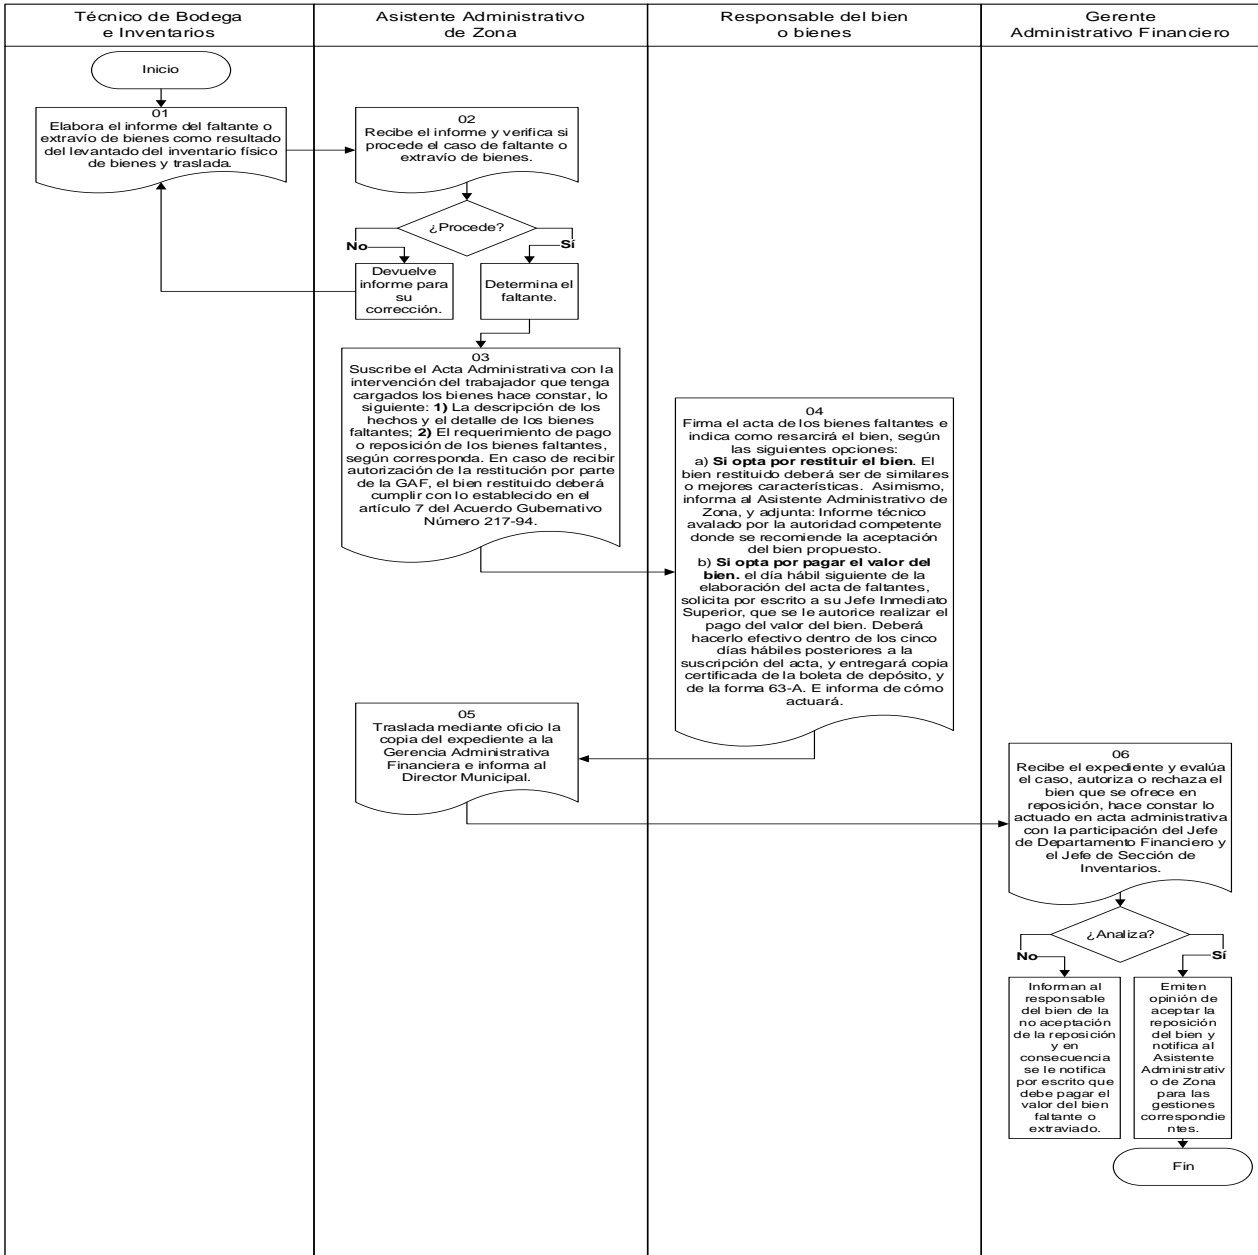 Técnico de Bodega
e Inventarios
Asistente Administrativo
de Zona
Responsable del bien
o bienes
Gerente
Administrativo Financiero
Inicio
01
Elabora el informe del faltante o
extravío de bienes como resultado
del levantado del inventario físico
de bienes y traslada.
02
Recibe el informe y verifica si
procede el caso de faltante o
extravío de bienes.
¿Procede?
No
Sí
Devuelve
informe para
su
corrección.
Determina el
faltante.
03
Suscribe el Acta Administrativa con la
intervención del trabajador que tenga
cargados los bienes hace constar, lo
siguiente: 1) La descripción de los
hechos y el detalle de los bienes
faltantes; 2) El requerimiento de pago
o reposición de los bienes faltantes,
según corresponda. En caso de recibir
autorización de la restitución por parte
de la GAF, el bien restituido deberá
cumplir con lo establecido en el
artículo 7 del Acuerdo Gubernativo
Número 217-94.
04
Firma el acta de los bienes faltantes e
indica como resarcirá el bien, según
las siguientes opciones:
a) Si opta por restituir el bien. El
bien restituido deberá ser de similares
o mejores características. Asimismo,
informa al Asistente Administrativo de
Zona, y adjunta: Informe técnico
avalado por la autoridad competente
donde se recomiende la aceptación
del bien propuesto.
b) Si opta por pagar el valor del
bien. el día hábil siguiente de la
elaboración del acta de faltantes,
solicita por escrito a su Jefe Inmediato
Superior, que se le autorice realizar el
pago del valor del bien. Deberá
hacerlo efectivo dentro de los cinco
días hábiles posteriores a la
suscripción del acta, y entregará copia
certificada de la boleta de depósito, y
de la forma 63-A. E informa de cómo
actuará.
05
Traslada mediante oficio la
copia del expediente a la
Gerencia Administrativa
Financiera e informa al
Director Municipal.
06
Recibe el expediente y evalúa
el caso, autoriza o rechaza el
bien que se ofrece en
reposición, hace constar lo
actuado en acta administrativa
con la participación del Jefe
de Departamento Financiero y
el Jefe de Sección de
Inventarios.
¿Analiza?
No
Sí
Informan al
responsable
del bien de la
no aceptación
de la reposición
y en
consecuencia
se le notifica
por escrito que
debe pagar el
valor del bien
faltante o
extraviado.
Emiten
opinión de
aceptar la
reposición
del bien y
notifica al
Asistente
Administrativ
o de Zona
para las
gestiones
correspondie
ntes.
Fin